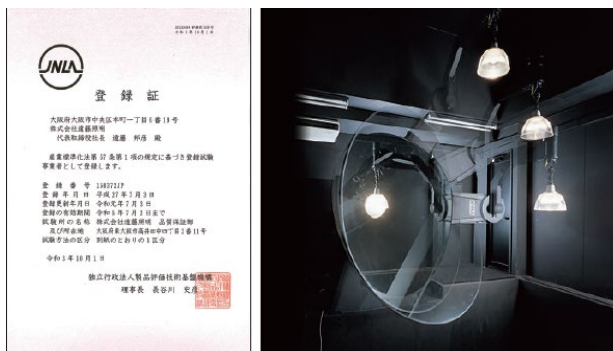 JNLA
登録証
大阪府大阪市中央区本町一丁目6番19号
株式会社遠藤照明
代表取締役社長 遠藤 邦彦 殿
産業標準化法第57条第1項の規定に基づき登録試験
事業者として登録します。
登録番号 150372JP
登録年月日 平成27年7月3日
登録更新年月日 令和元年7月3日
登録の有効期間 令和5年7月2日まで
試験所の名称 株式会社遠藤照明 品質保証部
及び所在地 大阪府東大阪市高井田中四丁目2番11号
試験方法の区分 別紙のとおりの1区分
令和3年10月1日
独立行政法人製品評価技術基盤機構
理事長 長谷川 史彦